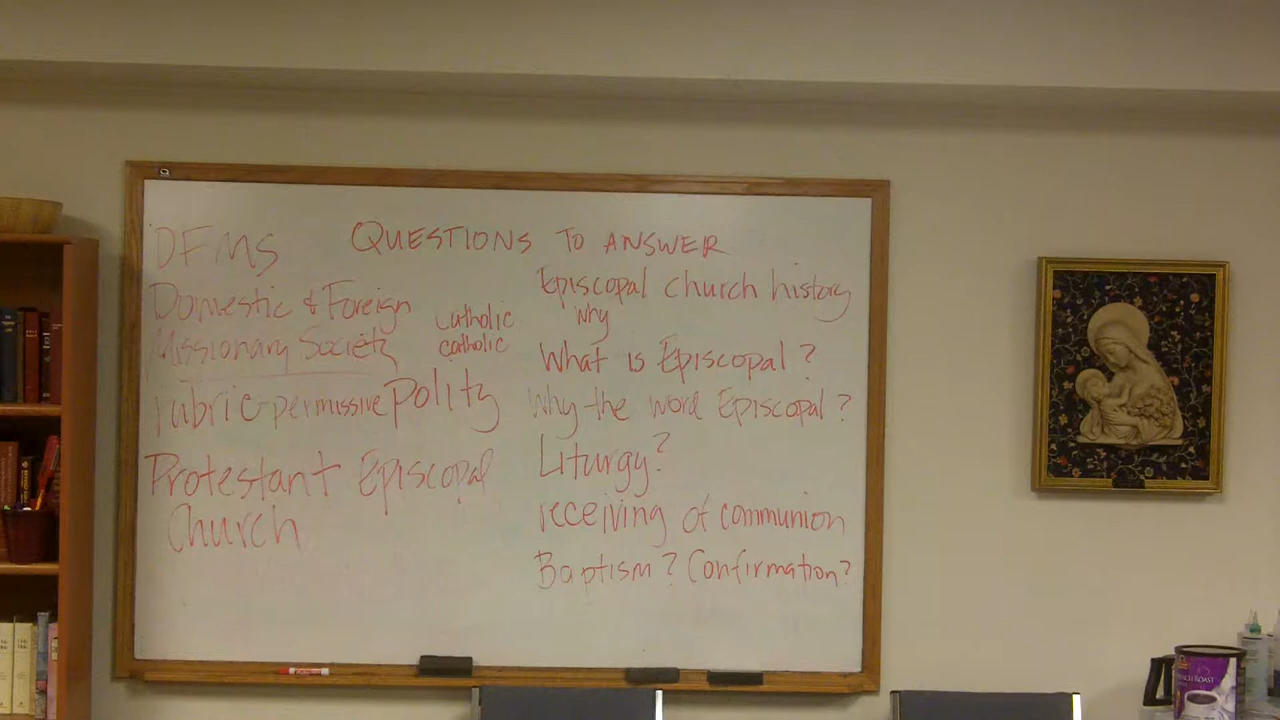 QUESTIONS TO ANSWER
DFMS
Domestic & Foreign
Missionary Society
catholic
catholic
rubric-permissive polity
Protestant Episcopal
Church
Episcopal church history
why
What is Episcopal?
Why the word Episcopal?
Liturgy?
receiving of communion
Baptism? Confirmation?
ROAST